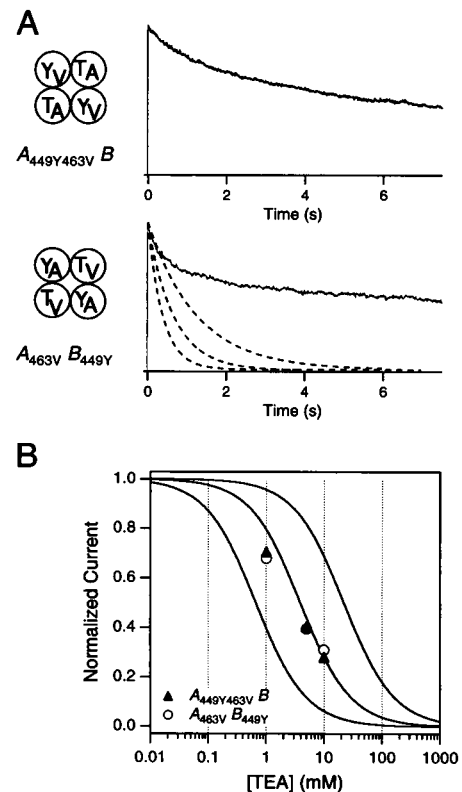 A
Y V T A
T A Y V
A449Y463V B
0 2 4 6
Time (s)
Y A T V
T V Y A
A463V B449Y
0 2 4 6
Time (s)
B
1.0
0.8
0.6
0.4
0.2
0.0
Normalized Current
A449Y463V B
A463V B449Y
0.01 0.1 1 10 100 1000
[TEA] (mM)